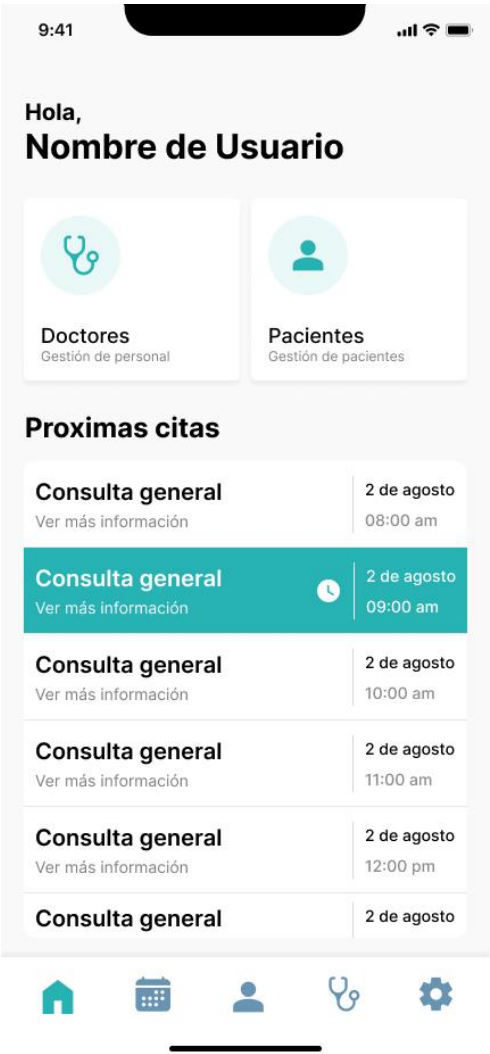 9:41
Hola,
Nombre de Usuario
Doctores
Gestión de personal
Pacientes
Gestión de pacientes
Proximas citas
Consulta general
Ver más información
2 de agosto
08:00 am
Consulta general
Ver más información
2 de agosto
09:00 am
Consulta general
Ver más información
2 de agosto
10:00 am
Consulta general
Ver más información
2 de agosto
11:00 am
Consulta general
Ver más información
2 de agosto
12:00 pm
Consulta general
2 de agosto